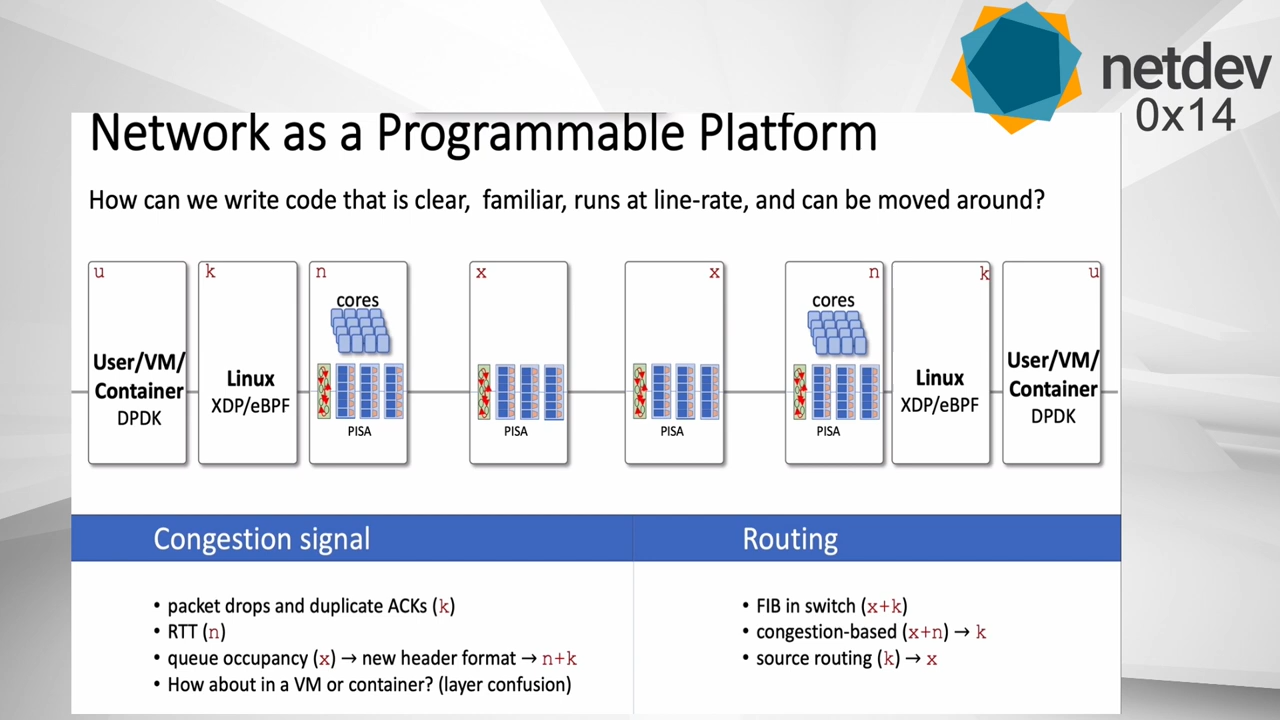 netdev
0x14
Network as a Programmable Platform
How can we write code that is clear, familiar, runs at line-rate, and can be moved around?
u
User/VM/
Container
DPDK
k
Linux
XDP/eBPF
n
cores
PISA
x
PISA
x
PISA
n
cores
PISA
k
Linux
XDP/eBPF
u
User/VM/
Container
DPDK
Congestion signal
• packet drops and duplicate ACKs (k)
• RTT (n)
• queue occupancy (x) → new header format → n+k
• How about in a VM or container? (layer confusion)
Routing
• FIB in switch (x+k)
• congestion-based (x+n) → k
• source routing (k) → x